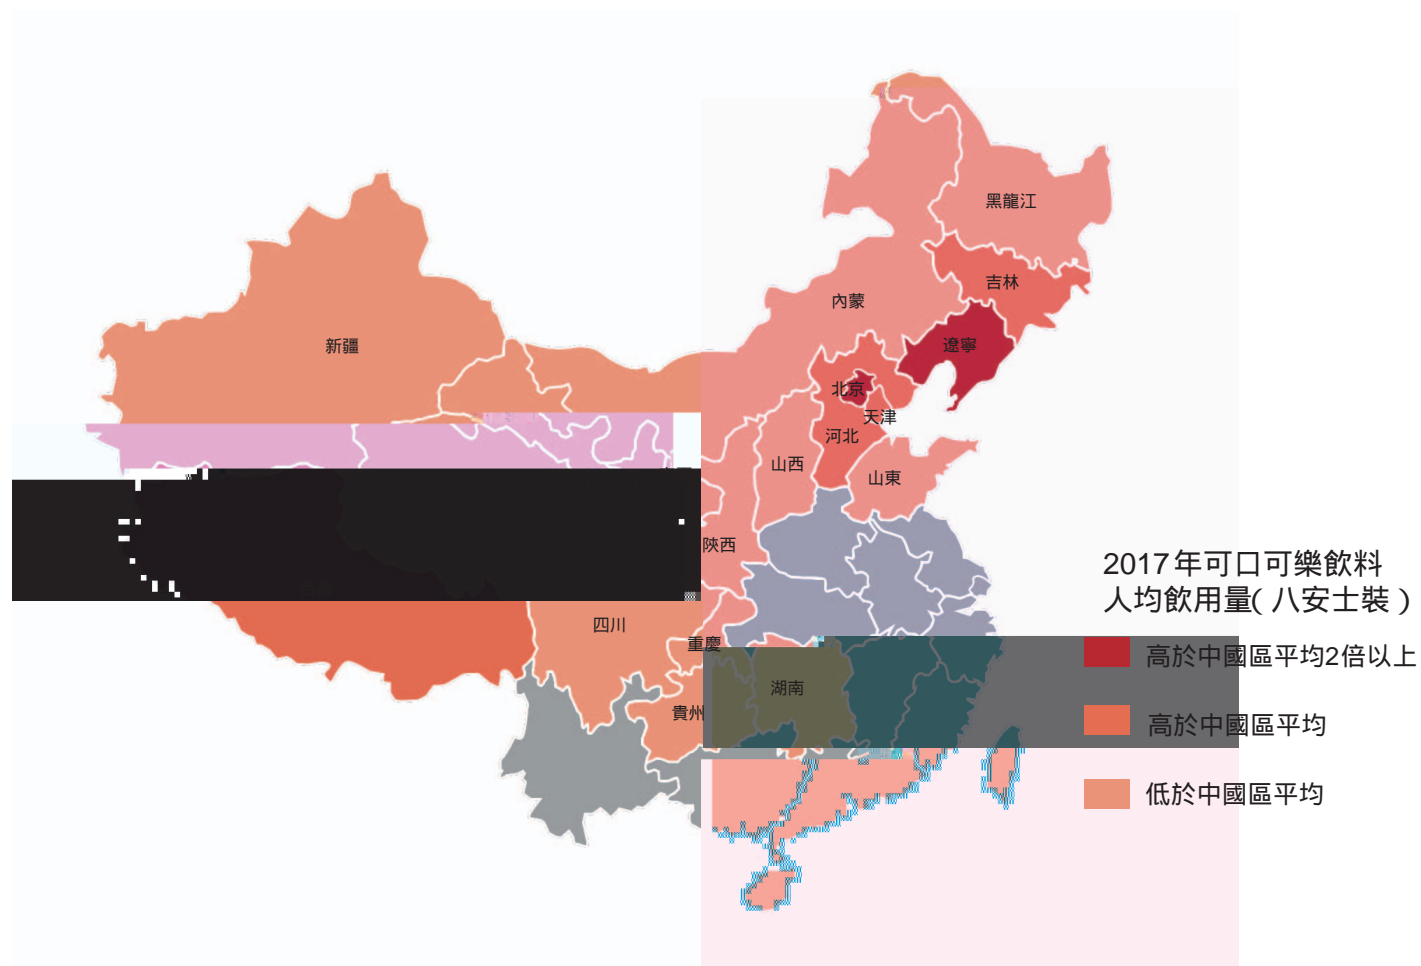 黑龍江
吉林
內蒙
遼寧
新疆
北京
天津
河北
山西
山東
陝西
2017年可口可樂飲料
人均飲用量(八安士裝)
四川
重慶
高於中國區平均2倍以上
湖南
貴州
高於中國區平均
低於中國區平均